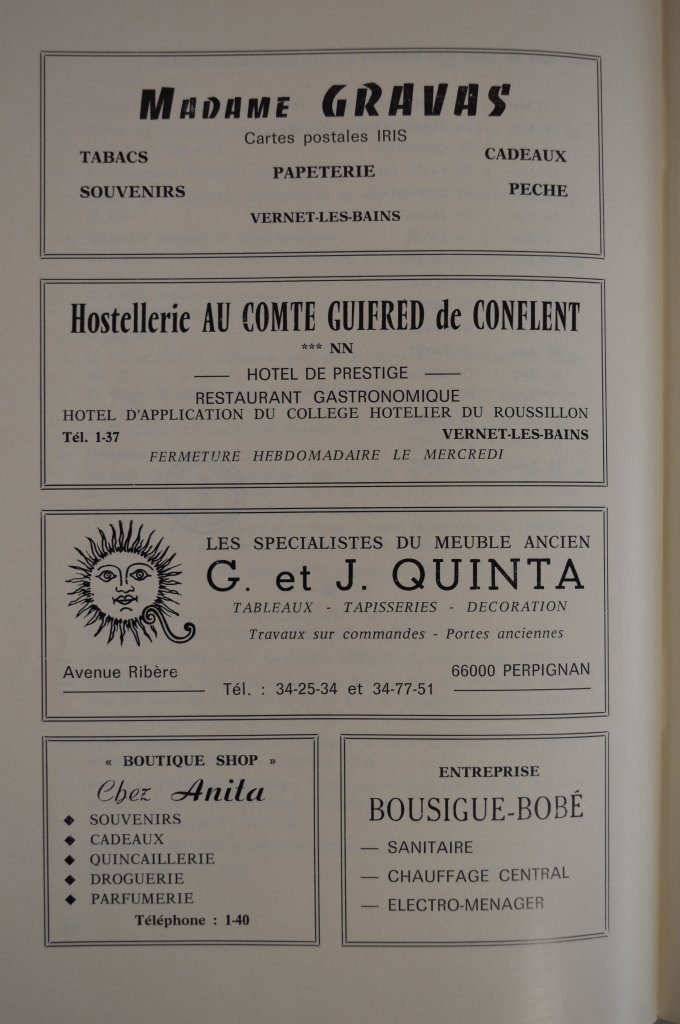 MADAME GRAVAS
Cartes postales IRIS
TABACS
CADEAUX
PAPETERIE
SOUVENIRS
PECHE
VERNET-LES-BAINS
Hostellerie AU COMTE GUIFRED de CONFLENT
*** NN
— HOTEL DE PRESTIGE —
RESTAURANT GASTRONOMIQUE
HOTEL D'APPLICATION DU COLLEGE HOTELIER DU ROUSSILLON
Tél. 1-37 VERNET-LES-BAINS
FERMETURE HEBDOMADAIRE LE MERCREDI
LES SPECIALISTES DU MEUBLE ANCIEN
G. et J. QUINTA
TABLEAUX - TAPISSERIES - DECORATION
Travaux sur commandes - Portes anciennes
Avenue Ribère 66000 PERPIGNAN
Tél. : 34-25-34 et 34-77-51
« BOUTIQUE SHOP »
Chez Anita
◆ SOUVENIRS
◆ CADEAUX
◆ QUINCAILLERIE
◆ DROGUERIE
◆ PARFUMERIE
Téléphone : 1-40
ENTREPRISE
BOUSIGUE-BOBÉ
— SANITAIRE
— CHAUFFAGE CENTRAL
— ELECTRO-MENAGER